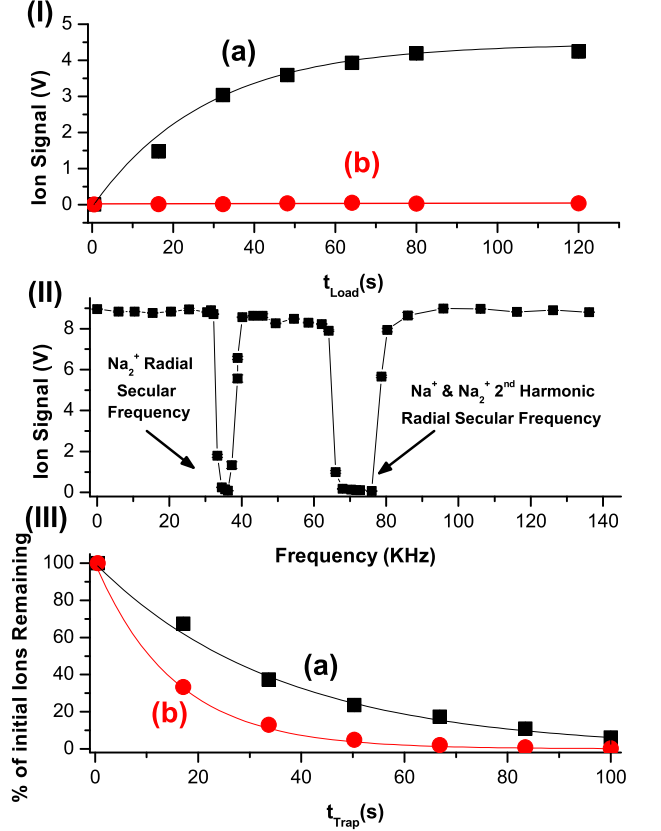 (I)
5
4
3
2
1
0
Ion Signal (V)
(a)
(b)
0 20 40 60 80 100 120
t_Load(s)
(II)
8
6
4
2
0
Ion Signal (V)
Na₂⁺ Radial
Secular
Frequency
Na⁺ & Na₂⁺ 2ⁿᵈ Harmonic
Radial Secular Frequency
0 20 40 60 80 100 120 140
Frequency (KHz)
(III)
100
80
60
40
20
0
% of initial Ions Remaining
(a)
(b)
0 20 40 60 80 100
t_Trap(s)